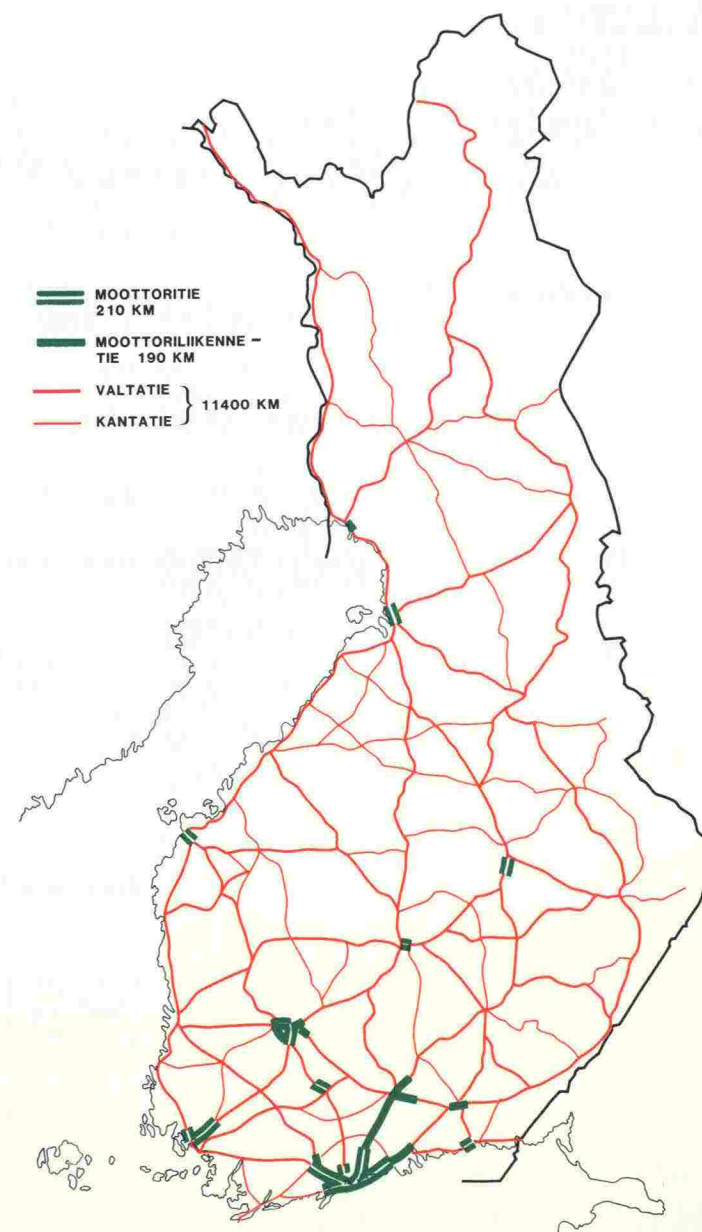 MOOTTORITIE
210 KM
MOOTTORILIIKENNE –
TIE 190 KM
VALTATIE
11400 KM
KANTATIE